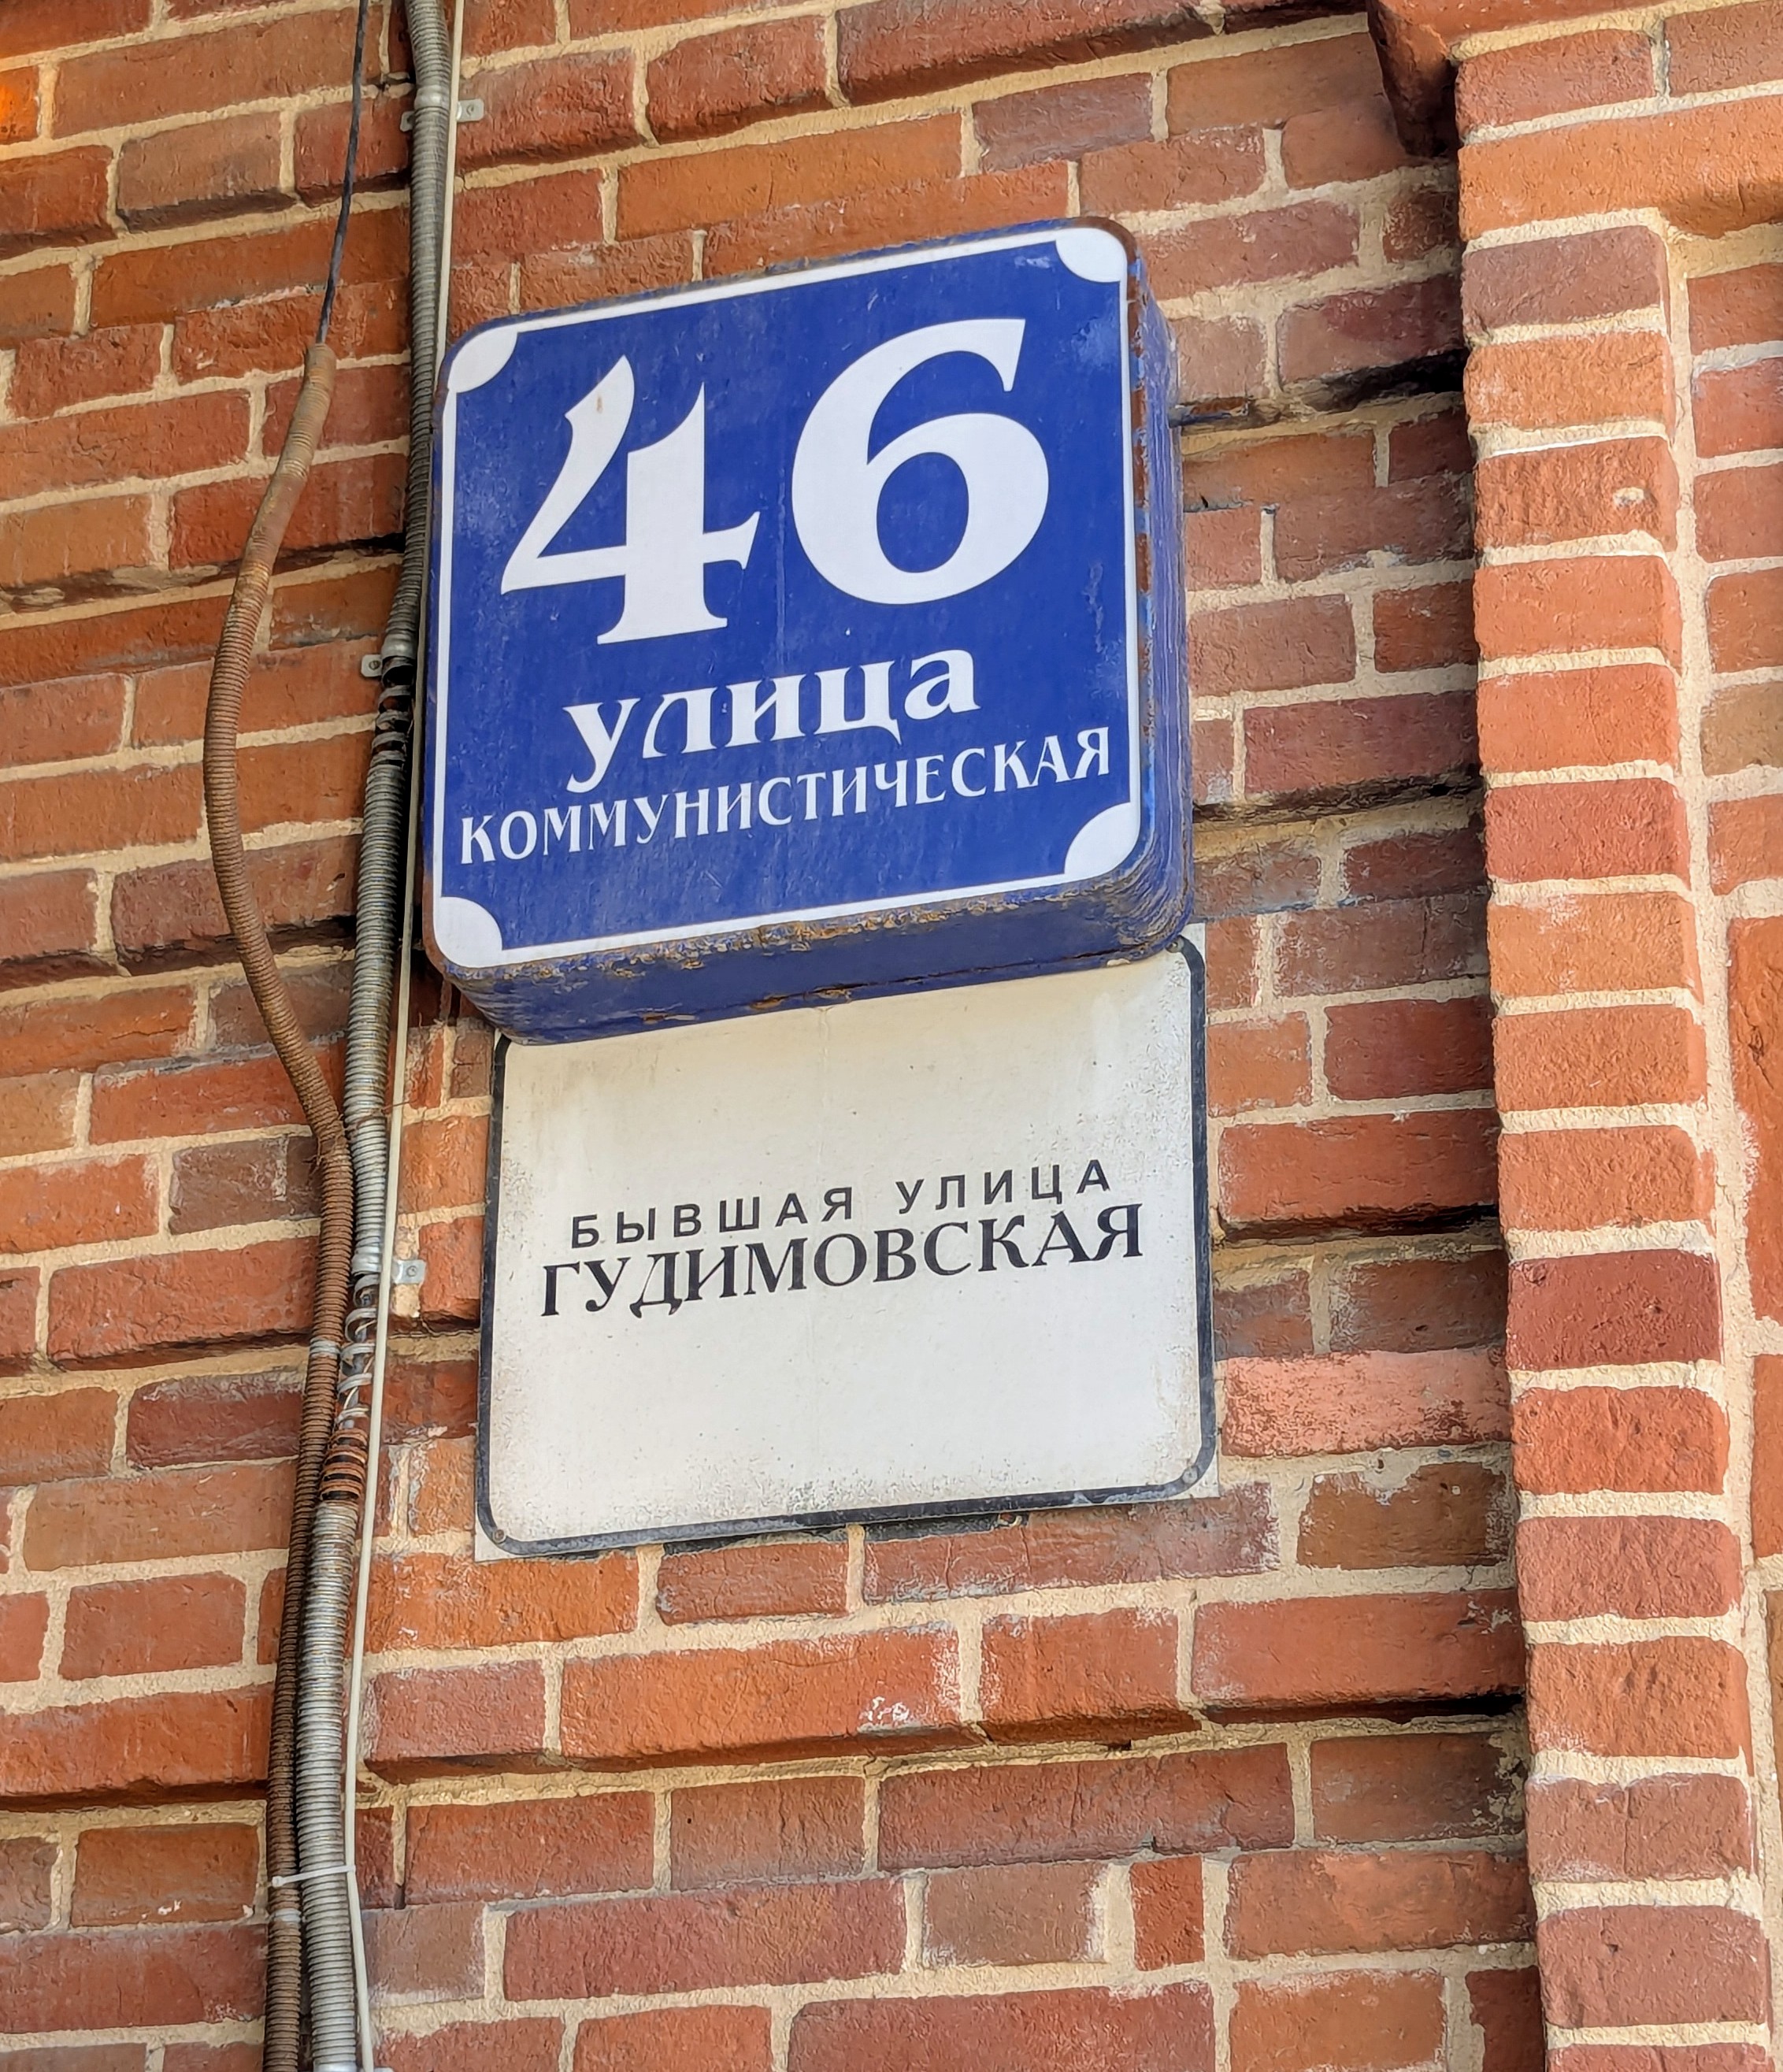 46
улица
КОММУНИСТИЧЕСКАЯ
БЫВШАЯ УЛИЦА
ГУДИМОВСКАЯ